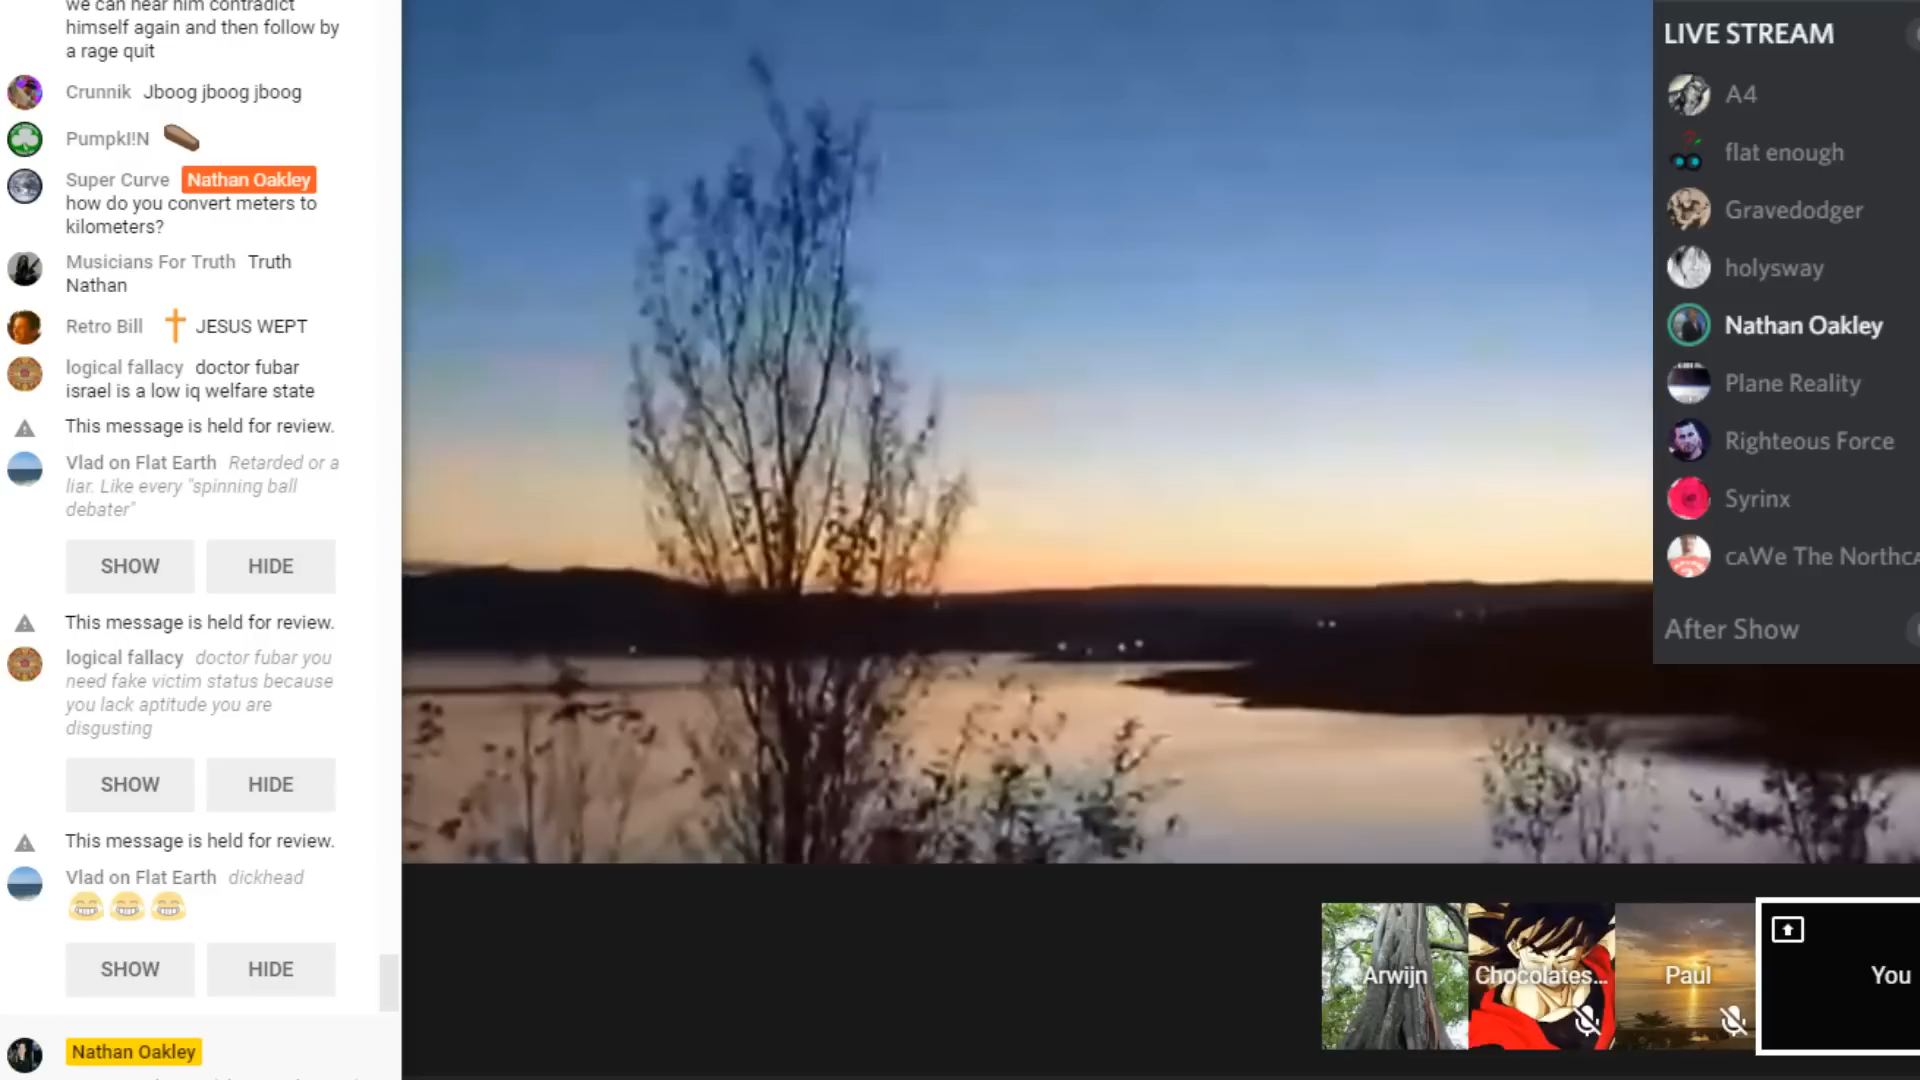 we can hear him contradict
himself again and then follow by
a rage quit
Crunnik Jboog jboog jboog
PumpkI!N
Super Curve Nathan Oakley
how do you convert meters to
kilometers?
Musicians For Truth Truth
Nathan
Retro Bill JESUS WEPT
logical fallacy doctor fubar
israel is a low iq welfare state
This message is held for review.
Vlad on Flat Earth Retarded or a
liar. Like every "spinning ball
debater"
SHOW HIDE
This message is held for review.
logical fallacy doctor fubar you
need fake victim status because
you lack aptitude you are
disgusting
SHOW HIDE
This message is held for review.
Vlad on Flat Earth dickhead
SHOW HIDE
Nathan Oakley
LIVE STREAM
A4
flat enough
Gravedodger
holysway
Nathan Oakley
Plane Reality
Righteous Force
Syrinx
CAWe The NorthCA
After Show
Arwijn
Chocolates...
Paul
You